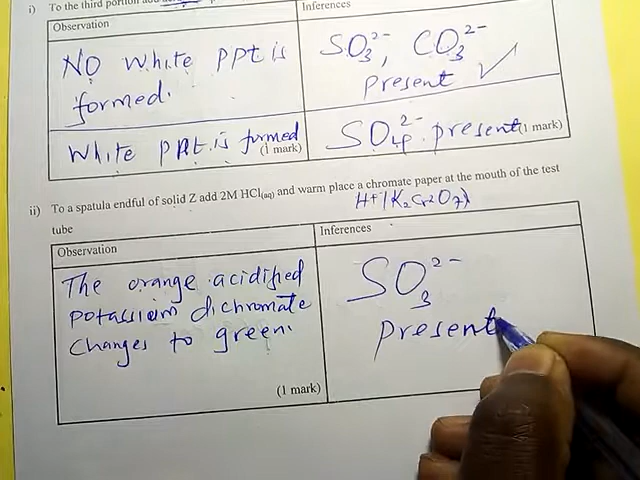 i) To the third portion add
Observation
Inferences
NO white PPt is
formed.
SO3^2-, CO3^2-
Present ✓
White PPt is formed
(1 mark)
SO4^2- present (1 mark)
ii) To a spatula endful of solid Z add 2M HCl(aq) and warm place a chromate paper at the mouth of the test
tube
H+/K2Cr2O7)
Observation
Inferences
The orange acidified
potassium dichromate
changes to green.
(1 mark)
SO3^2-
Present